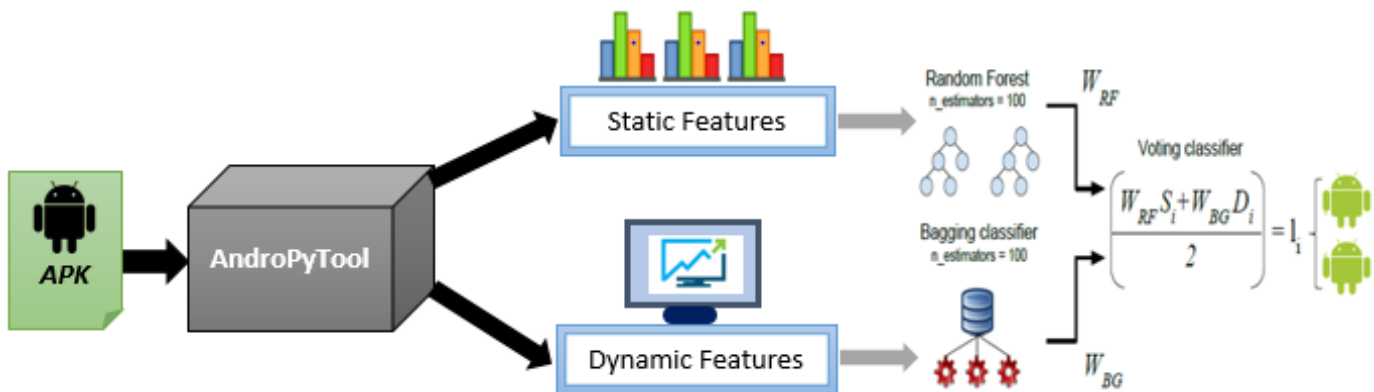 APK
AndroPyTool
Static Features
Dynamic Features
Random Forest
n_estimators = 100
W_RF
Bagging classifier
n_estimators = 100
W_BG
Voting classifier
(W_RF S_i + W_BG D_i / 2) = l_i